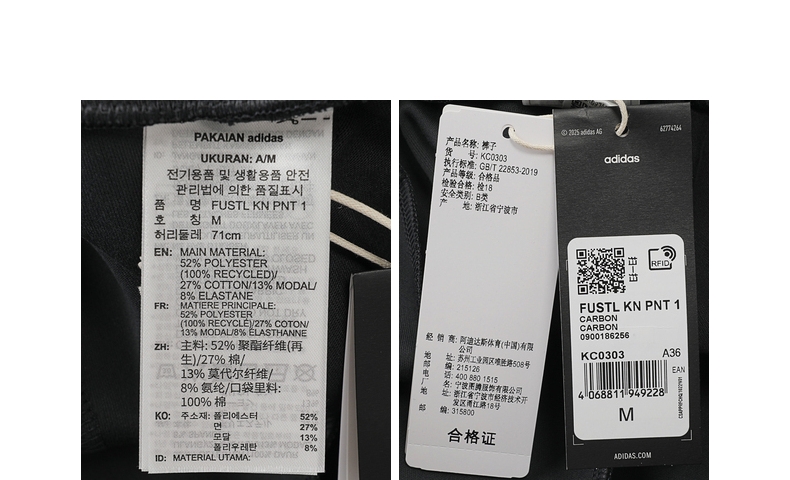 PAKAIAN adidas
UKURAN: A/M
전기용품 및 생활용품 안전
관리법에 의한 품질표시
품 명 FUSTL KN PNT 1
호 칭 M
허리둘레 71cm
EN: MAIN MATERIAL:
52% POLYESTER
(100% RECYCLED)/
27% COTTON/13% MODAL/
8% ELASTANE
FR: MATIERE PRINCIPALE:
52% POLYESTER
(100% RECYCLÉ)/27% COTON/
13% MODAL/8% ÉLASTHANNE
ZH: 主料: 52% 聚酯纤维(再
生)/27% 棉/
13% 莫代尔纤维/
8% 氨纶/口袋里料:
100% 棉
KO: 주소재: 폴리에스터 52%
면 27%
모달 13%
폴리우레탄 8%
ID: MATERIAL UTAMA:
产品名称: 裤子
货 号: KC0303
执行标准: GB/T 22853-2019
产品等级: 合格品
检验合格: 检18
安全类别: B类
产 地: 浙江省宁波市
经 销 商: 阿迪达斯体育(中国)有限
公司
地 址: 苏州工业园区唯胜路508号
邮 编: 215126
电 话: 400 880 1515
厂 名: 宁波图腾服饰有限公司
地 址: 浙江省宁波市经济技术开
发区甬江路18号
邮 编: 315800
合格证
© 2025 adidas AG
62774264
adidas
RFID
FUSTL KN PNT 1
CARBON
CARBON
0900186256
KC0303 A36
EAN
4 068811 949228
M
ADIDAS.COM